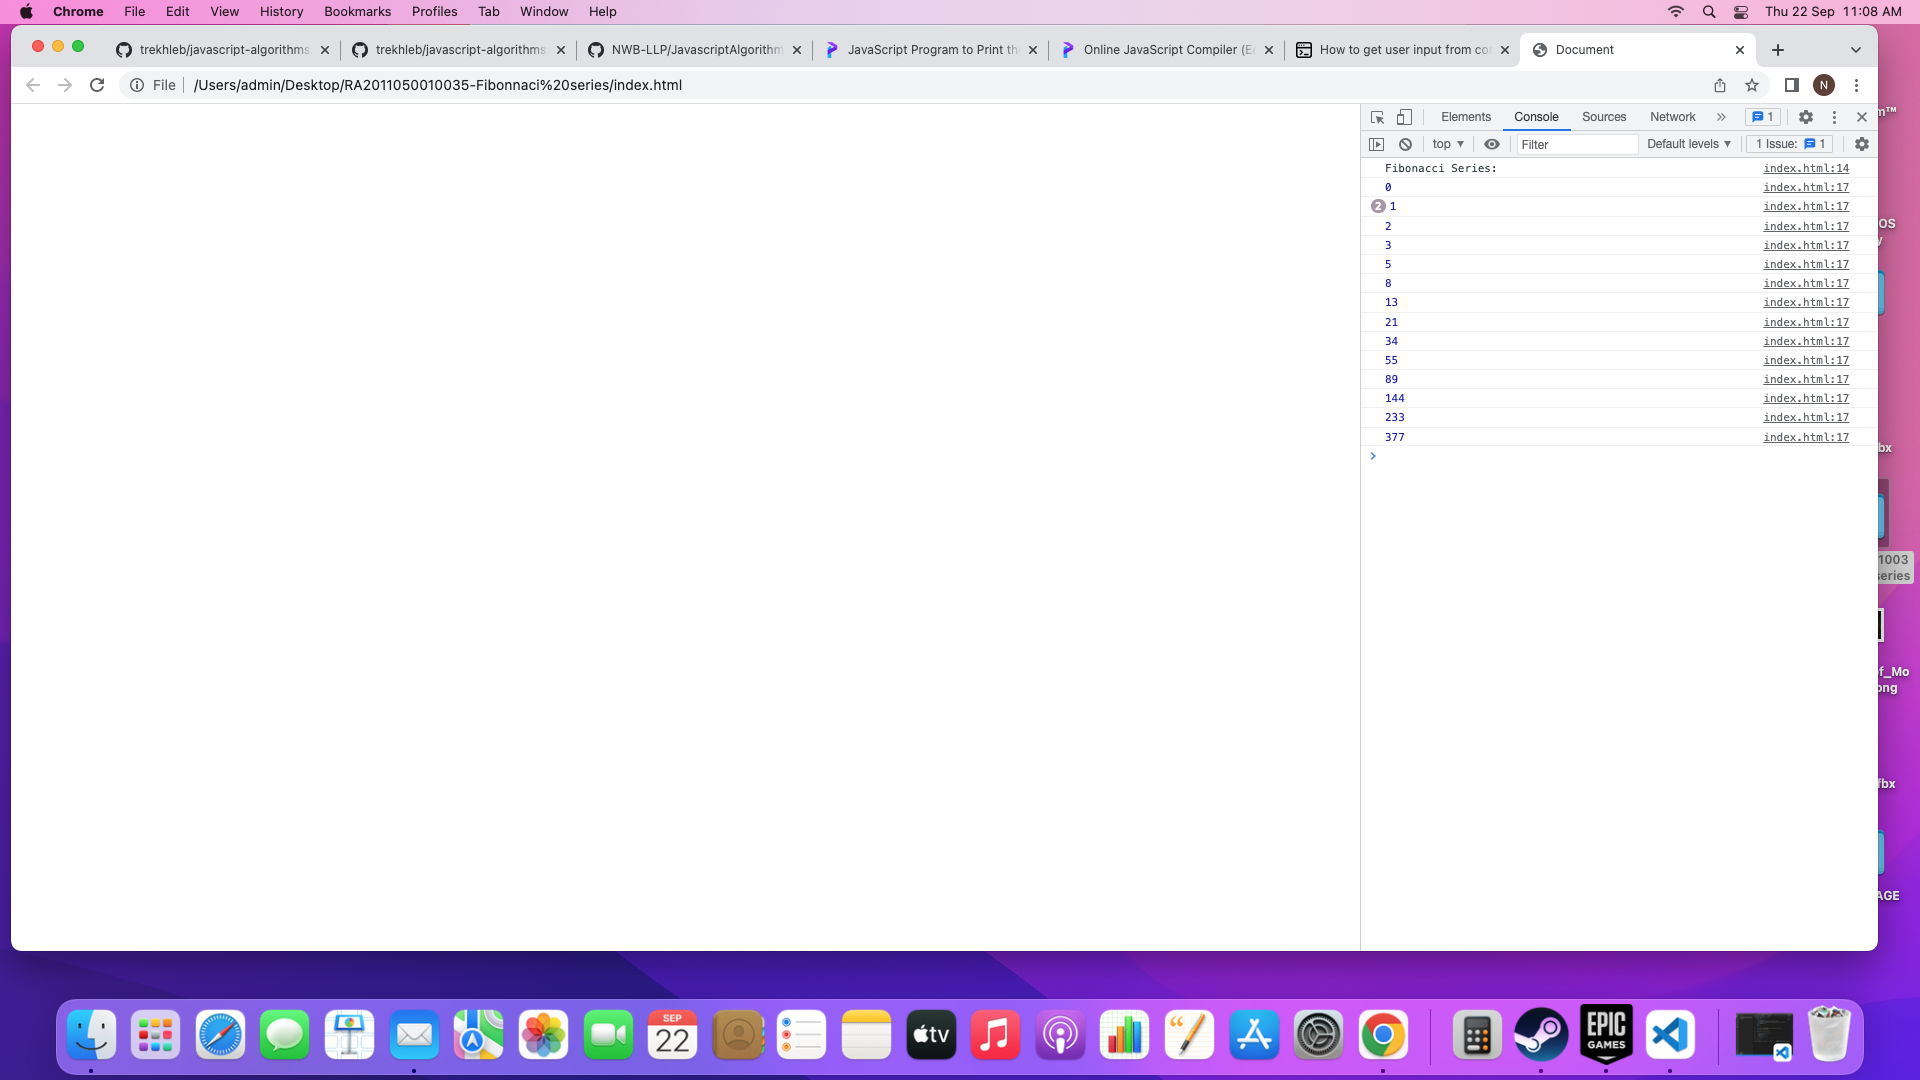 Chrome File Edit View History Bookmarks Profiles Tab Window Help Thu 22 Sep 11:08 AM
trekhleb/javascript-algorithms trekhleb/javascript-algorithms NWB-LLP/JavascriptAlgorithm JavaScript Program to Print th Online JavaScript Compiler (E How to get user input from co Document
File /Users/admin/Desktop/RA2011050010035-Fibonnaci%20series/index.html N
Elements Console Sources Network » 1
top Filter Default levels 1 Issue: 1
Fibonacci Series: index.html:14
0 index.html:17
2 1 index.html:17
2 index.html:17
3 index.html:17
5 index.html:17
8 index.html:17
13 index.html:17
21 index.html:17
34 index.html:17
55 index.html:17
89 index.html:17
144 index.html:17
233 index.html:17
377 index.html:17
>
m™
OS
y
bx
1003
series
f_Mo
png
fbx
AGE
SEP
22
tv
EPIC
GAMES